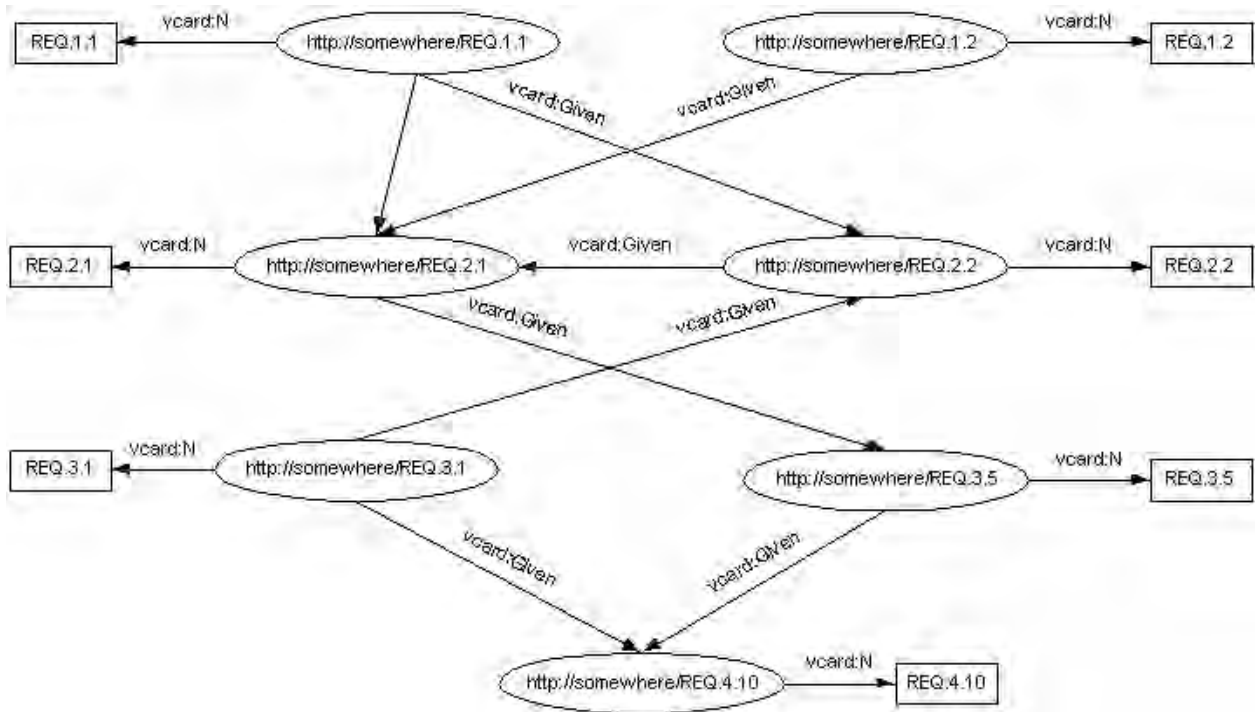 vcard:N
vcard:N
REQ.1.1
http://somewhere/REQ.1.1
http://somewhere/REQ.1.2
REQ.1.2
vcard:Given
vcard:Given
vcard:N
vcard:Given
vcard:N
REQ.2.1
http://somewhere/REQ.2.1
http://somewhere/REQ.2.2
REQ.2.2
vcard:Given
vcard:Given
vcard:N
vcard:N
REQ.3.1
http://somewhere/REQ.3.1
http://somewhere/REQ.3.5
REQ.3.5
vcard:Given
vcard:Given
vcard:N
http://somewhere/REQ.4.10
REQ.4.10